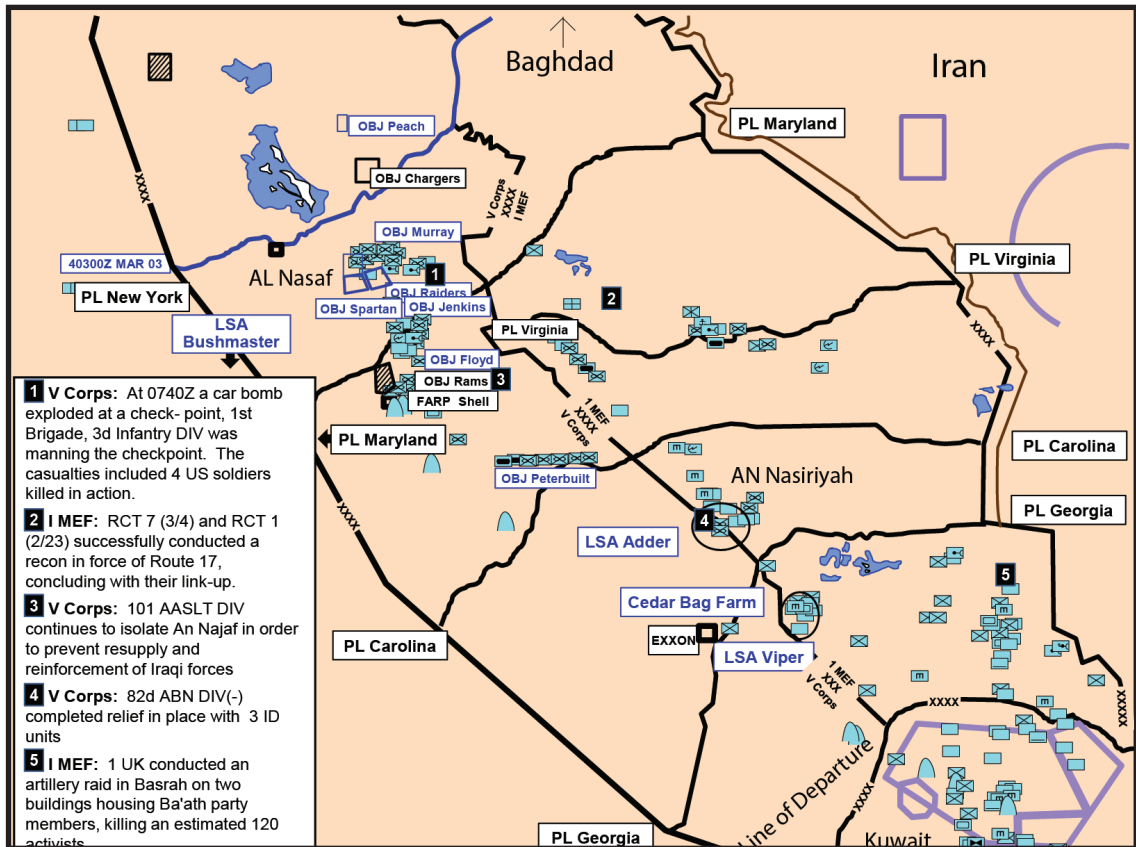 Baghdad
Iran
OBJ Peach
PL Maryland
OBJ Chargers
XXXX
V Corps
XXXX
I MEF
OBJ Murray
40300Z MAR 03
AL Nasaf
1
PL Virginia
PL New York
OBJ Raiders
2
OBJ Spartan
OBJ Jenkins
LSA
Bushmaster
PL Virginia
XXXX
OBJ Floyd
OBJ Rams
3
FARP Shell
1 MEF
XXXX
V Corps
PL Maryland
PL Carolina
OBJ Peterbuilt
AN Nasiriyah
XXXX
4
PL Georgia
LSA Adder
5
Cedar Bag Farm
EXXON
PL Carolina
LSA Viper
1 MEF
XXX
V Corps
XXXX
XXXXX
XXXX
Line of Departure
PL Georgia
Kuwait
E
E
E
E
E
E
E
E
E
1 V Corps: At 0740Z a car bomb
exploded at a check- point, 1st
Brigade, 3d Infantry DIV was
manning the checkpoint. The
casualties included 4 US soldiers
killed in action.
2 I MEF: RCT 7 (3/4) and RCT 1
(2/23) successfully conducted a
recon in force of Route 17,
concluding with their link-up.
3 V Corps: 101 AASLT DIV
continues to isolate An Najaf in order
to prevent resupply and
reinforcement of Iraqi forces
4 V Corps: 82d ABN DIV(-)
completed relief in place with 3 ID
units
5 I MEF: 1 UK conducted an
artillery raid in Basrah on two
buildings housing Ba'ath party
members, killing an estimated 120
activists